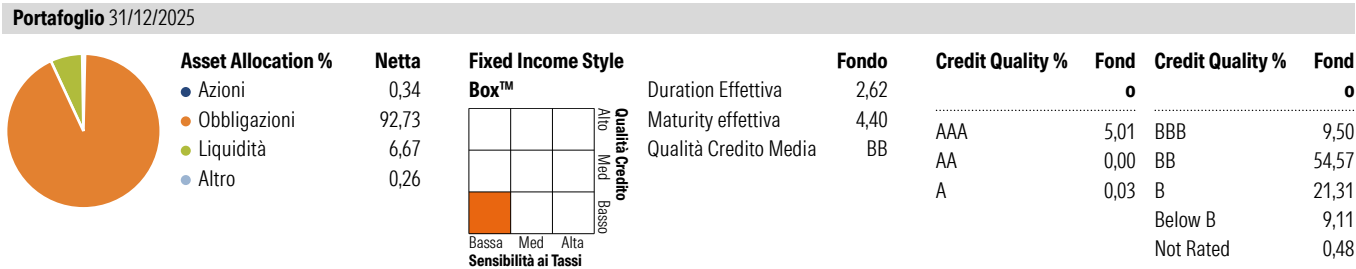 Portafoglio 31/12/2025
Asset Allocation % Netta
Azioni 0,34
Obbligazioni 92,73
Liquidità 6,67
Altro 0,26
Fixed Income Style
Box™
Alto Med Basso
Qualità Credito
Bassa Med Alta
Sensibilità ai Tassi
Fondo
Duration Effettiva 2,62
Maturity effettiva 4,40
Qualità Credito Media BB
Credit Quality % Fond
o
AAA 5,01
AA 0,00
A 0,03
Credit Quality % Fond
o
BBB 9,50
BB 54,57
B 21,31
Below B 9,11
Not Rated 0,48